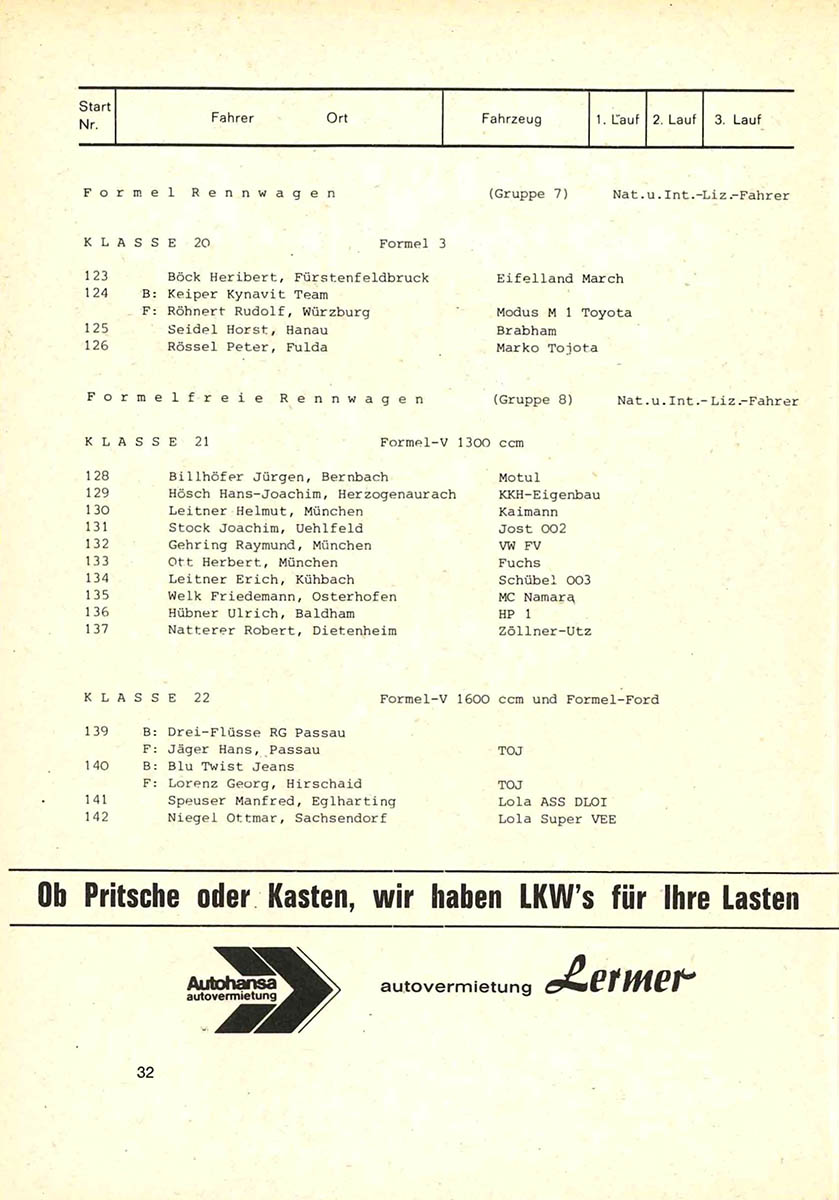 Start Nr. Fahrer Ort Fahrzeug 1. Lauf 2. Lauf 3. Lauf
F o r m e l R e n n w a g e n (Gruppe 7) Nat.u.Int.-Liz.-Fahrer
K L A S S E 20 Formel 3
123 Böck Heribert, Fürstenfeldbruck Eifelland March
124 B: Keiper Kynavit Team
F: Röhnert Rudolf, Würzburg Modus M 1 Toyota
125 Seidel Horst, Hanau Brabham
126 Rössel Peter, Fulda Marko Tojota
F o r m e l f r e i e R e n n w a g e n (Gruppe 8) Nat.u.Int.-Liz.-Fahrer
K L A S S E 21 Formel-V 1300 ccm
128 Billhöfer Jürgen, Bernbach Motul
129 Hösch Hans-Joachim, Herzogenaurach KKH-Eigenbau
130 Leitner Helmut, München Kaimann
131 Stock Joachim, Uehlfeld Jost 002
132 Gehring Raymund, München VW FV
133 Ott Herbert, München Fuchs
134 Leitner Erich, Kühbach Schübel 003
135 Welk Friedemann, Osterhofen MC Namara
136 Hübner Ulrich, Baldham HP 1
137 Natterer Robert, Dietenheim Zöllner-Utz
K L A S S E 22 Formel-V 1600 ccm und Formel-Ford
139 B: Drei-Flüsse RG Passau
F: Jäger Hans, Passau TOJ
140 B: Blu Twist Jeans
F: Lorenz Georg, Hirschaid TOJ
141 Speuser Manfred, Eglharting Lola ASS DLOI
142 Niegel Ottmar, Sachsendorf Lola Super VEE
Ob Pritsche oder Kasten, wir haben LKW's für Ihre Lasten
Autohansa
autovermietung
autovermietung Lermer
32